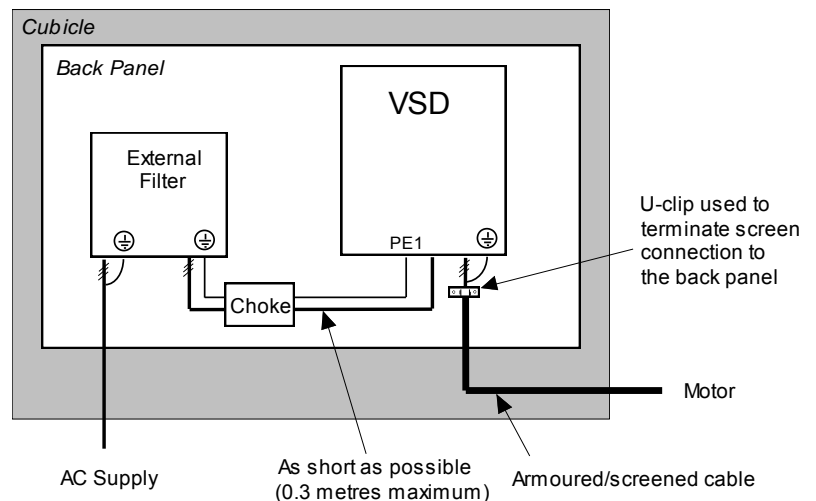 Cubicle
Back Panel
VSD
External
Filter
PE1
Choke
U-clip used to
terminate screen
connection to
the back panel
Motor
AC Supply
As short as possible
(0.3 metres maximum)
Armoured/screened cable